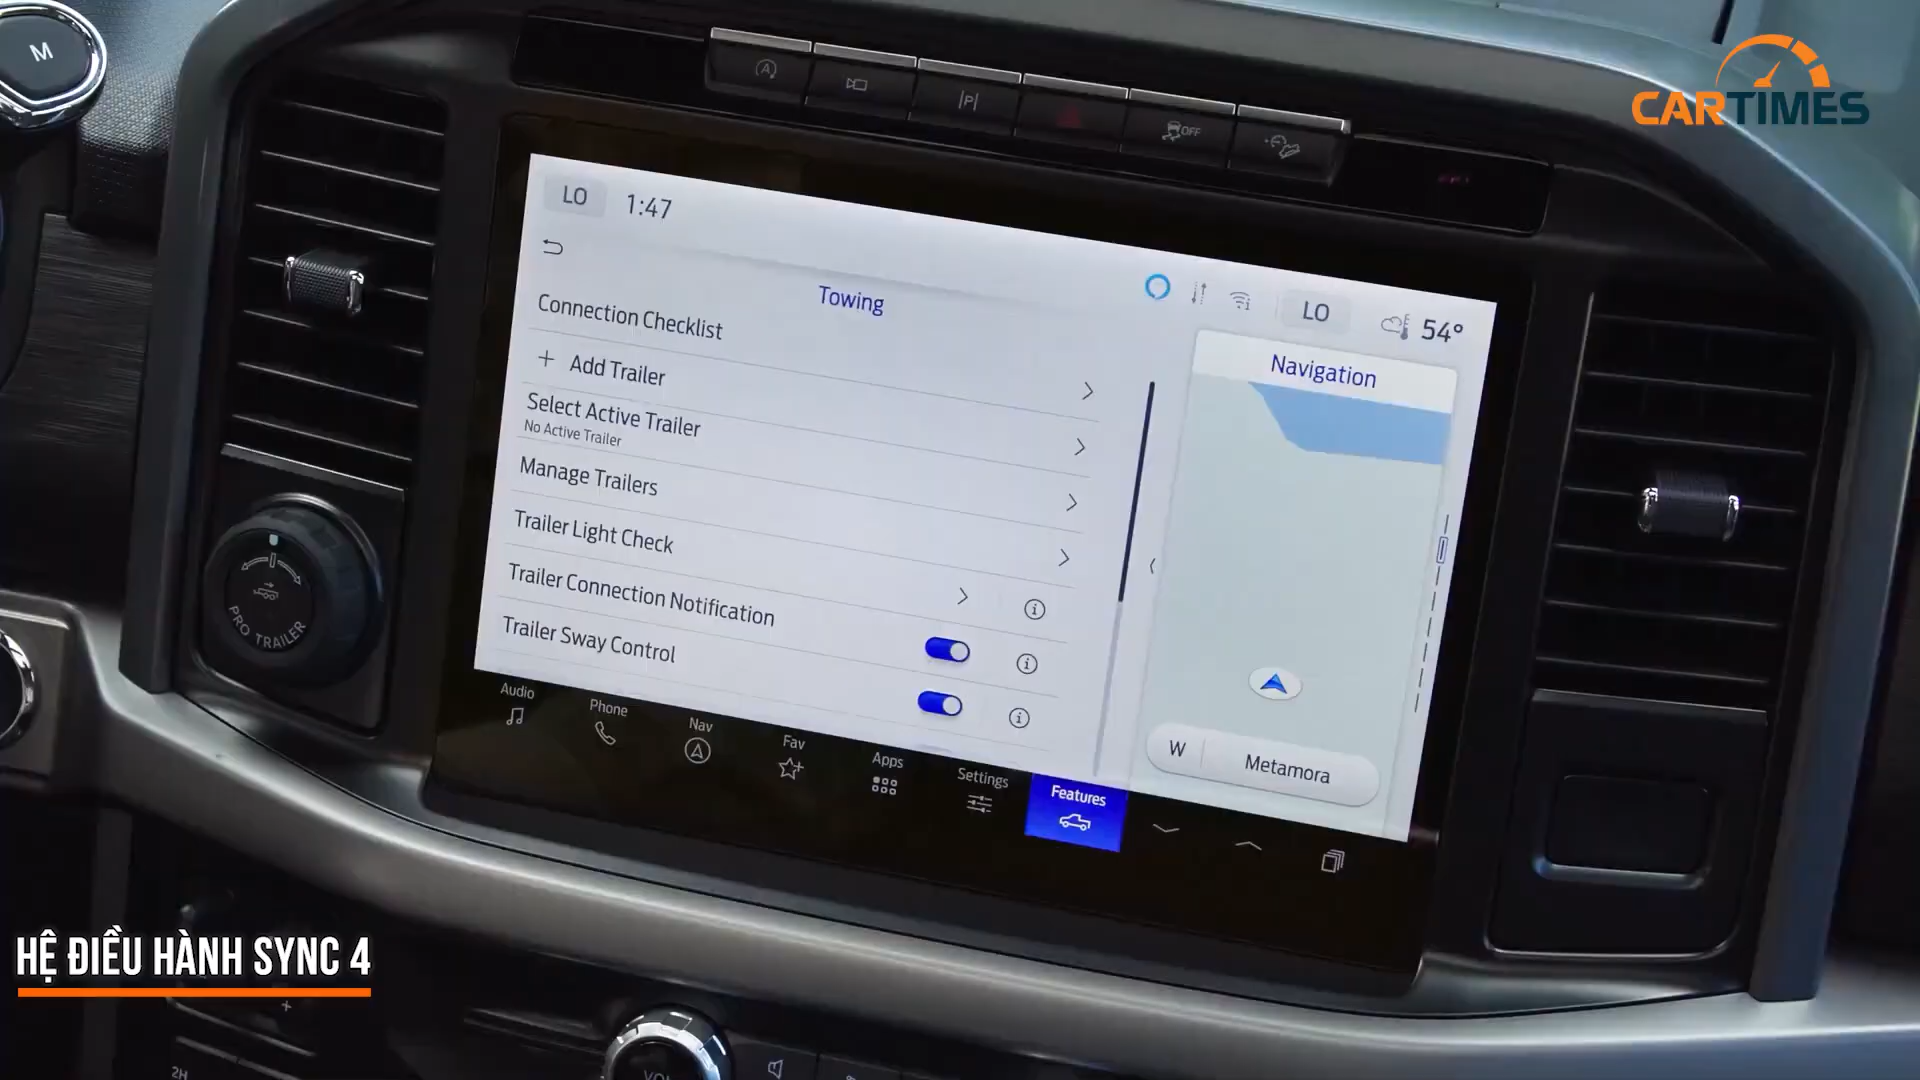 M
CARTIMES
|P|
OFF
LO
1:47
LO
54°
Towing
Navigation
Connection Checklist
+ Add Trailer
Select Active Trailer
No Active Trailer
Manage Trailers
Trailer Light Check
Trailer Connection Notification
Trailer Sway Control
PRO TRAILER
W
Metamora
Audio
Phone
Nav
Fav
Apps
Settings
Features
HỆ ĐIỀU HÀNH SYNC 4
+
2H